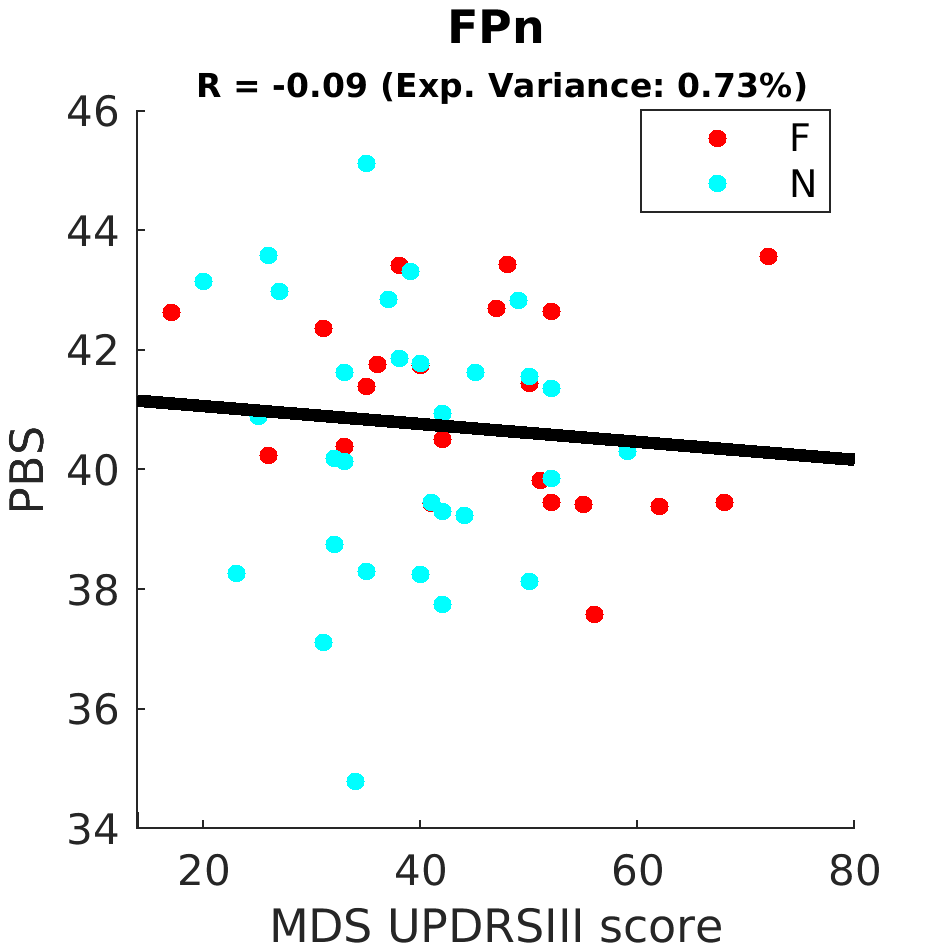 FPn
R = -0.09 (Exp. Variance: 0.73%)
F
N
46
44
42
40
38
36
34
PBS
20 40 60 80
MDS UPDRSIII score